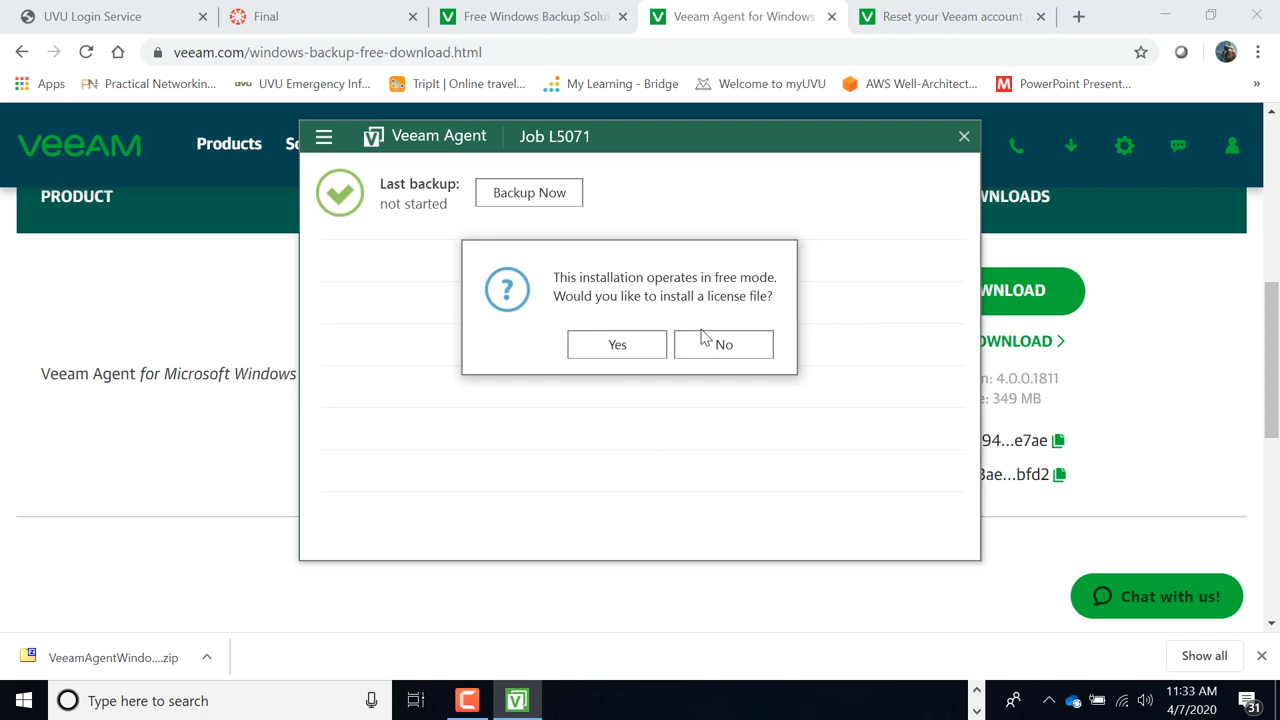 UVU Login Service
Final
Free Windows Backup Solu
Veeam Agent for Windows
Reset your Veeam account
veeam.com/windows-backup-free-download.html
Apps
Practical Networkin...
UVU Emergency Inf...
TripIt | Online travel...
My Learning - Bridge
Welcome to myUVU
AWS Well-Architect...
PowerPoint Present...
»
VEEAM
Products
So
Veeam Agent
Job L5071
PRODUCT
WNLOADS
Last backup:
not started
Backup Now
This installation operates in free mode.
Would you like to install a license file?
Yes
No
WNLOAD
OWNLOAD
Veeam Agent for Microsoft Windows
n: 4.0.0.1811
e: 349 MB
94...e7ae
3ae...bfd2
Chat with us!
VeeamAgentWindo....zip
Show all
Type here to search
11:33 AM
4/7/2020
31